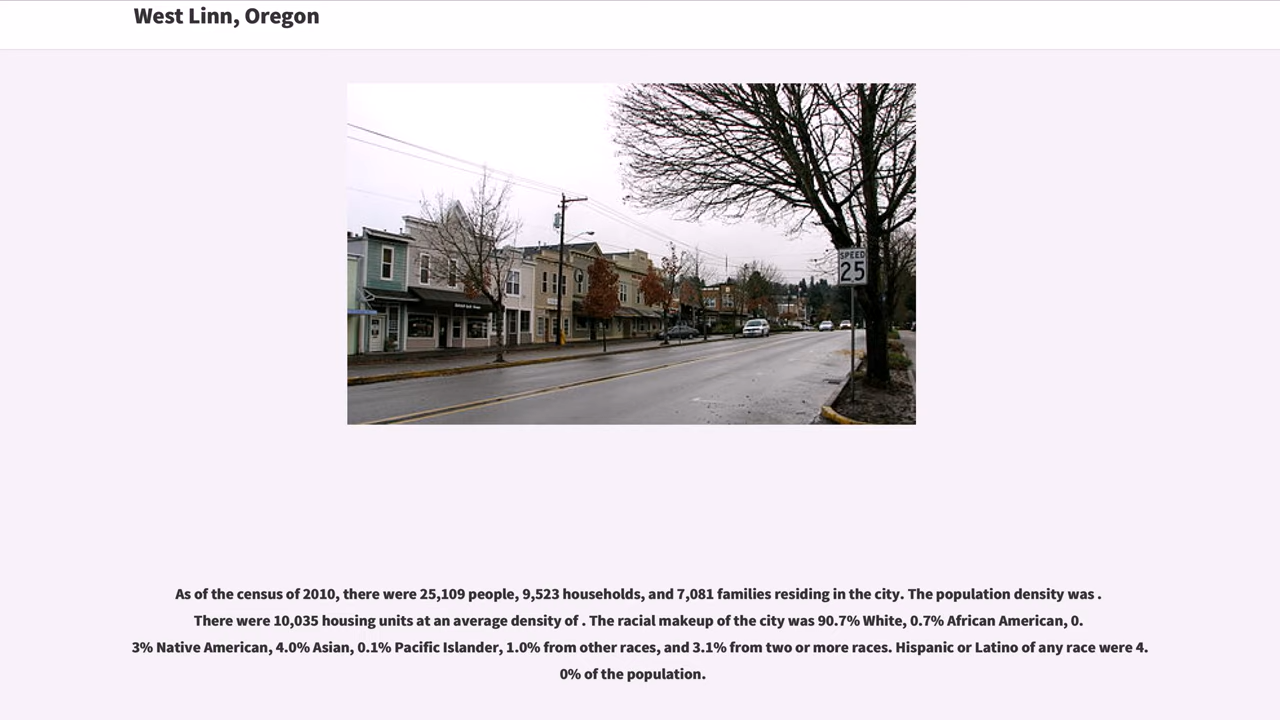 West Linn, Oregon
SPEED
25
As of the census of 2010, there were 25,109 people, 9,523 households, and 7,081 families residing in the city. The population density was .
There were 10,035 housing units at an average density of . The racial makeup of the city was 90.7% White, 0.7% African American, 0.
3% Native American, 4.0% Asian, 0.1% Pacific Islander, 1.0% from other races, and 3.1% from two or more races. Hispanic or Latino of any race were 4.
0% of the population.